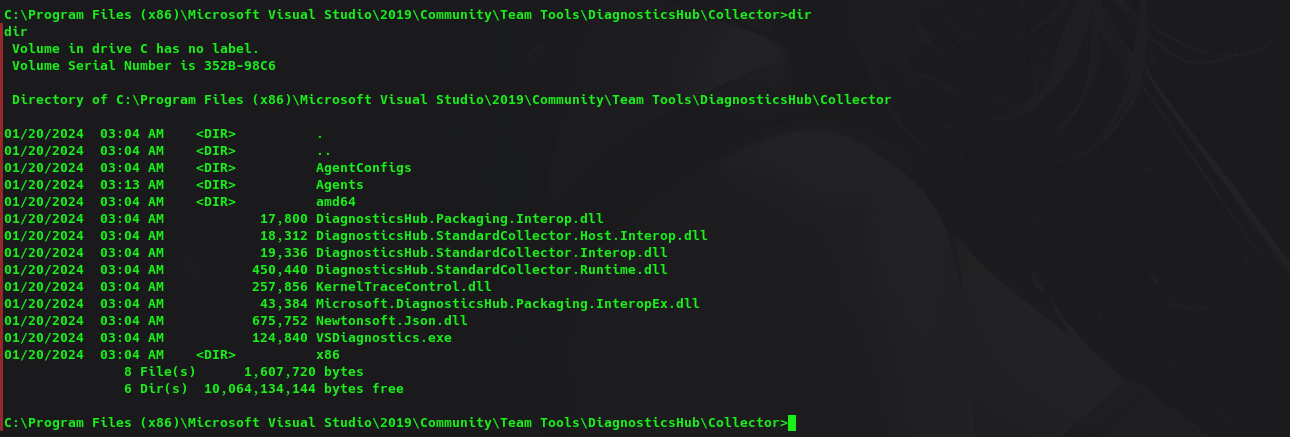 C:\Program Files (x86)\Microsoft Visual Studio\2019\Community\Team Tools\DiagnosticsHub\Collector>dir
dir
 Volume in drive C has no label.
 Volume Serial Number is 352B-98C6

 Directory of C:\Program Files (x86)\Microsoft Visual Studio\2019\Community\Team Tools\DiagnosticsHub\Collector

01/20/2024  03:04 AM    <DIR>          .
01/20/2024  03:04 AM    <DIR>          ..
01/20/2024  03:04 AM    <DIR>          AgentConfigs
01/20/2024  03:13 AM    <DIR>          Agents
01/20/2024  03:04 AM    <DIR>          amd64
01/20/2024  03:04 AM            17,800 DiagnosticsHub.Packaging.Interop.dll
01/20/2024  03:04 AM            18,312 DiagnosticsHub.StandardCollector.Host.Interop.dll
01/20/2024  03:04 AM            19,336 DiagnosticsHub.StandardCollector.Interop.dll
01/20/2024  03:04 AM           450,440 DiagnosticsHub.StandardCollector.Runtime.dll
01/20/2024  03:04 AM           257,856 KernelTraceControl.dll
01/20/2024  03:04 AM            43,384 Microsoft.DiagnosticsHub.Packaging.InteropEx.dll
01/20/2024  03:04 AM           675,752 Newtonsoft.Json.dll
01/20/2024  03:04 AM           124,840 VSDiagnostics.exe
01/20/2024  03:04 AM    <DIR>          x86
               8 File(s)      1,607,720 bytes
               6 Dir(s)  10,064,134,144 bytes free

C:\Program Files (x86)\Microsoft Visual Studio\2019\Community\Team Tools\DiagnosticsHub\Collector>